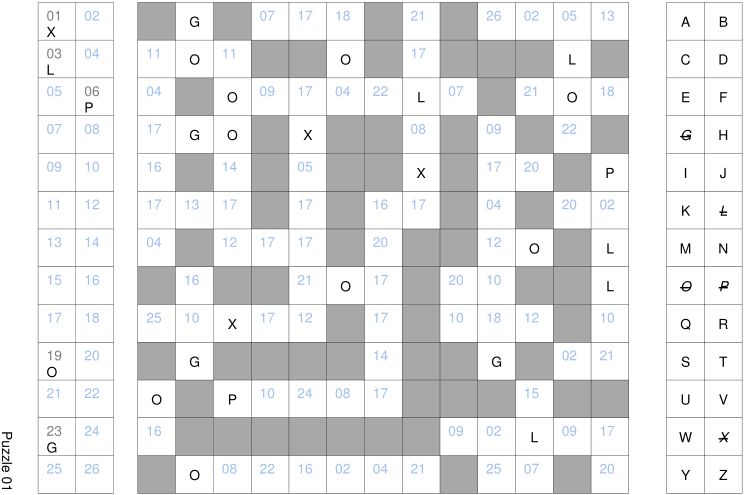 01 X 02 G 07 17 18 21 26 02 05 13 A B
03 L 04 11 O 11 O 17 L C D
05 06 P 04 O 09 17 04 22 L 07 21 O 18 E F
07 08 17 G O X 08 09 22 G H
09 10 16 14 05 X 17 20 P I J
11 12 17 13 17 17 16 17 04 20 02 K L
13 14 04 12 17 17 20 12 O L M N
15 16 16 21 O 17 20 10 L O P
17 18 25 10 X 17 12 17 10 18 12 10 Q R
19 O 20 G 14 G 02 21 S T
21 22 O P 10 24 08 17 15 U V
23 G 24 16 09 02 L 09 17 W X
25 26 O 08 22 16 02 04 21 25 07 20 Y Z
Puzzle 01